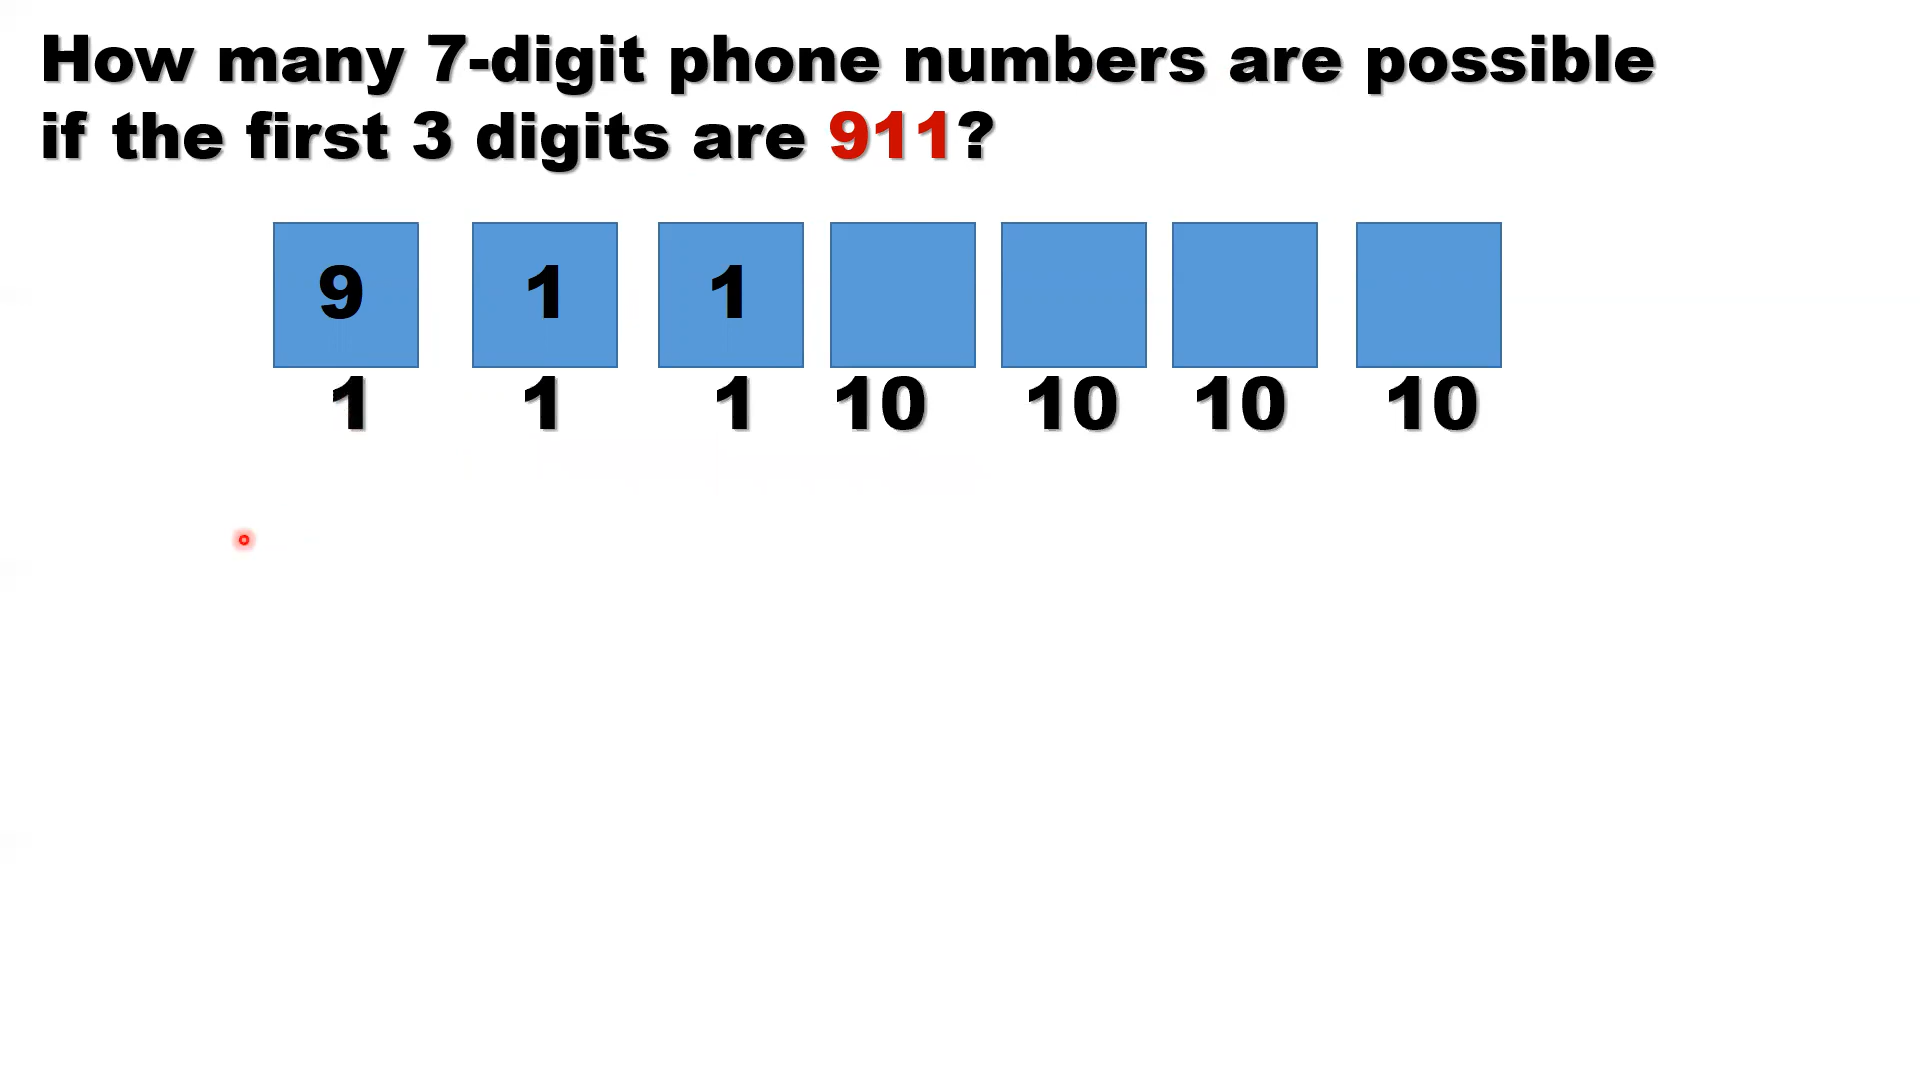 How many 7-digit phone numbers are possible
if the first 3 digits are 911?
9 1 1
1 1 1 10 10 10 10